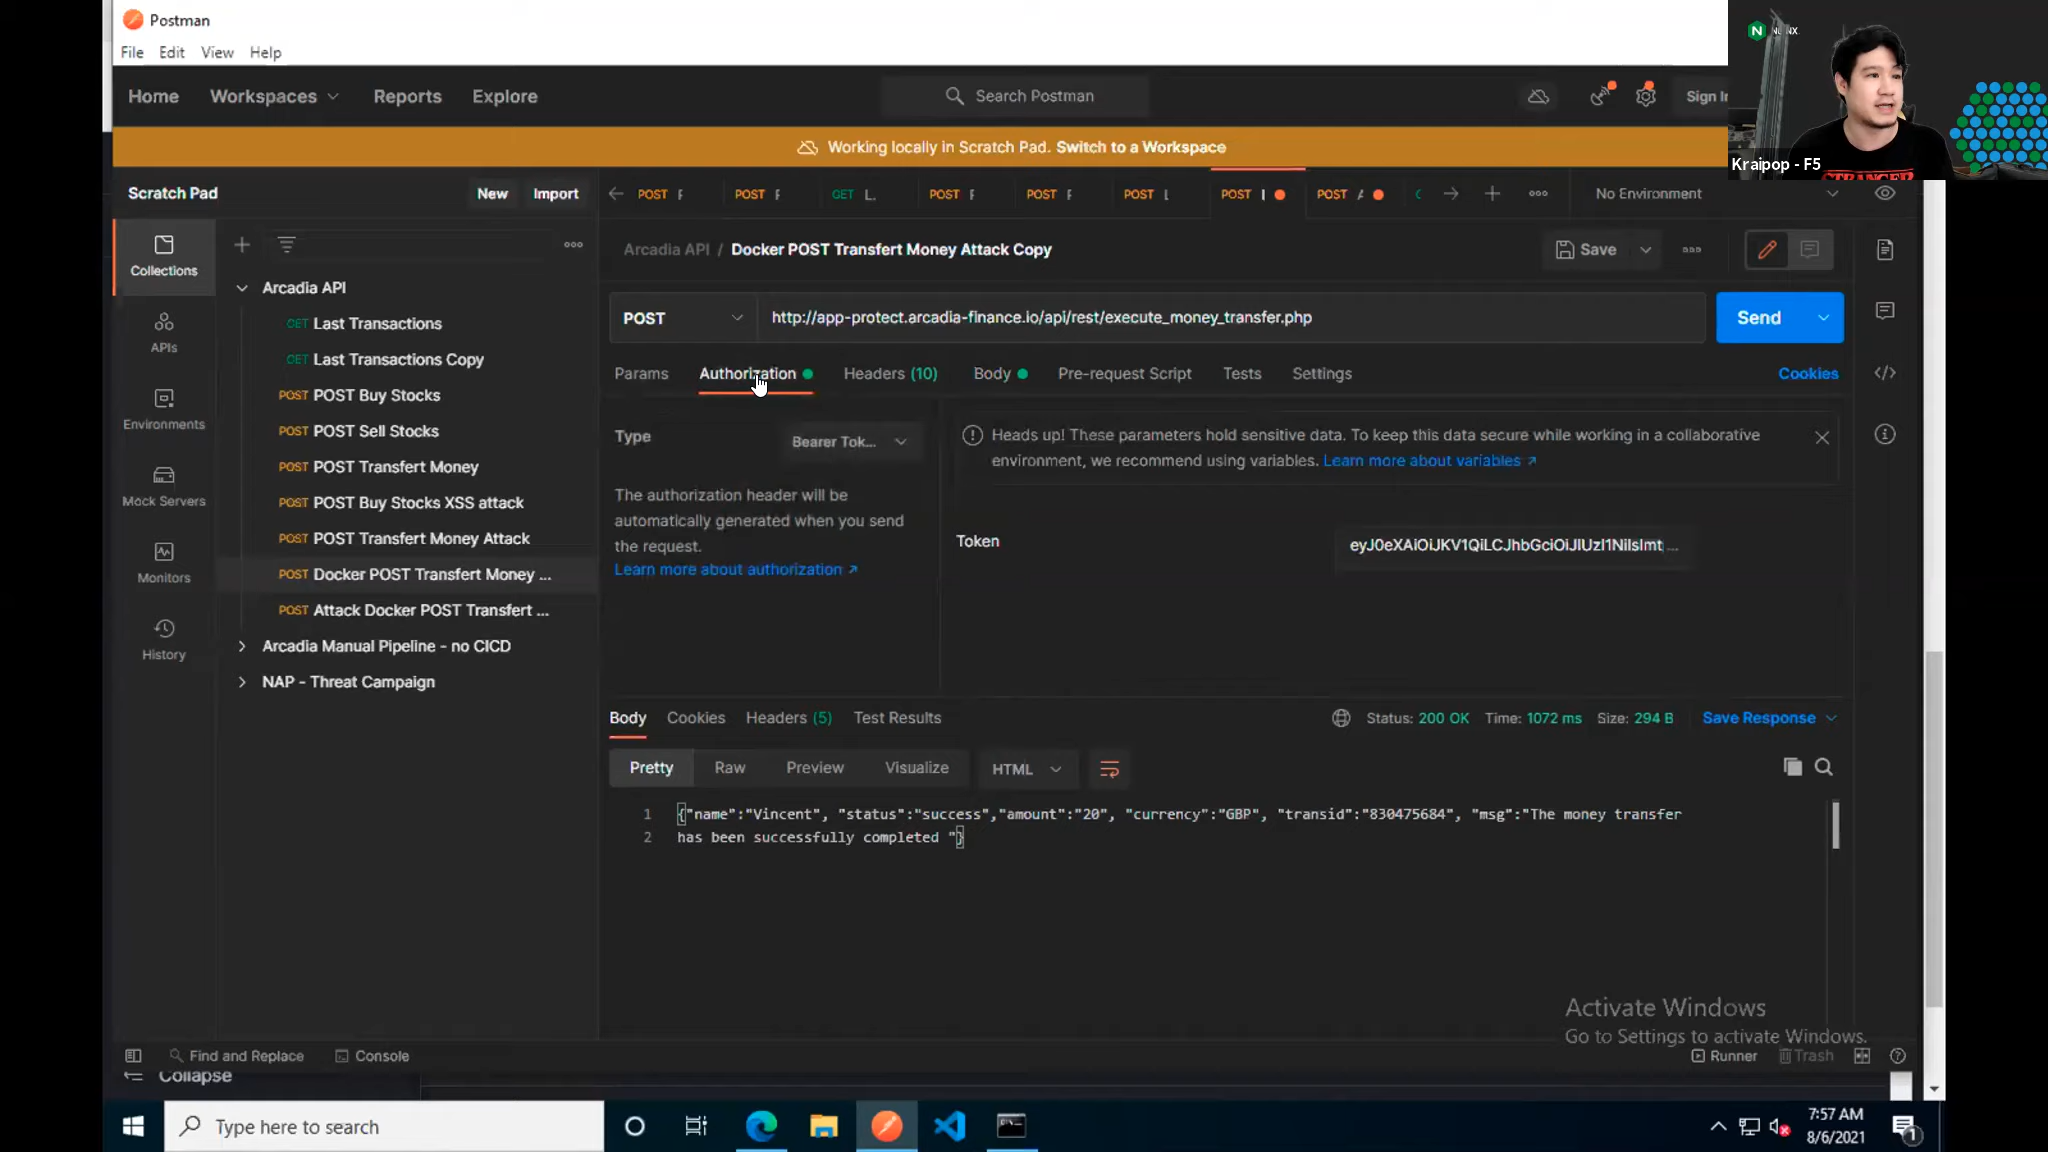 Postman
File Edit View Help
Home Workspaces Reports Explore
Search Postman
Sign In
Working locally in Scratch Pad. Switch to a Workspace
Kraipop - F5
Scratch Pad
New Import
POST F
POST F
GET L.
POST F
POST F
POST L
POST
POST
No Environment
Collections
APIs
Environments
Mock Servers
Monitors
History
Arcadia API
GET Last Transactions
GET Last Transactions Copy
POST POST Buy Stocks
POST POST Sell Stocks
POST POST Transfert Money
POST POST Buy Stocks XSS attack
POST POST Transfert Money Attack
POST Docker POST Transfert Money ...
POST Attack Docker POST Transfert ...
Arcadia Manual Pipeline - no CICD
NAP - Threat Campaign
Arcadia API / Docker POST Transfert Money Attack Copy
Save
POST
http://app-protect.arcadia-finance.io/api/rest/execute_money_transfer.php
Send
Params Authorization Headers (10) Body Pre-request Script Tests Settings
Cookies
Type
Bearer Tok...
The authorization header will be
automatically generated when you send
the request.
Learn more about authorization ↗
Heads up! These parameters hold sensitive data. To keep this data secure while working in a collaborative
environment, we recommend using variables. Learn more about variables ↗
Token
Body Cookies Headers (5) Test Results
Status: 200 OK Time: 1072 ms Size: 294 B
Save Response
Pretty Raw Preview Visualize
HTML
1 {"name":"Vincent", "status":"success","amount":"20", "currency":"GBP", "transid":"830475684", "msg":"The money transfer
2 has been successfully completed "}
Activate Windows
Go to Settings to activate Windows.
Find and Replace Console
Runner Trash
Collapse
Type here to search
7:57 AM
8/6/2021
1